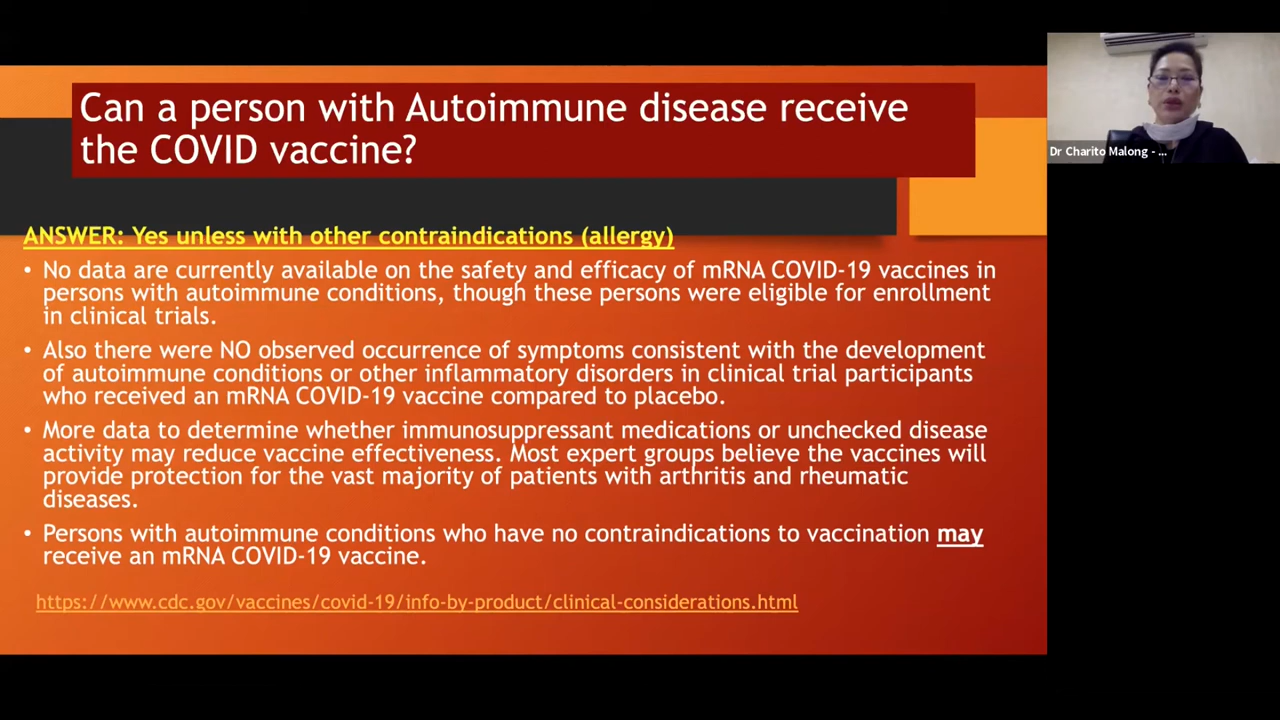 Can a person with Autoimmune disease receive
the COVID vaccine?
ANSWER: Yes unless with other contraindications (allergy)
• No data are currently available on the safety and efficacy of mRNA COVID-19 vaccines in
persons with autoimmune conditions, though these persons were eligible for enrollment
in clinical trials.
• Also there were NO observed occurrence of symptoms consistent with the development
of autoimmune conditions or other inflammatory disorders in clinical trial participants
who received an mRNA COVID-19 vaccine compared to placebo.
• More data to determine whether immunosuppressant medications or unchecked disease
activity may reduce vaccine effectiveness. Most expert groups believe the vaccines will
provide protection for the vast majority of patients with arthritis and rheumatic
diseases.
• Persons with autoimmune conditions who have no contraindications to vaccination may
receive an mRNA COVID-19 vaccine.
https://www.cdc.gov/vaccines/covid-19/info-by-product/clinical-considerations.html
Dr Charito Malong - ...